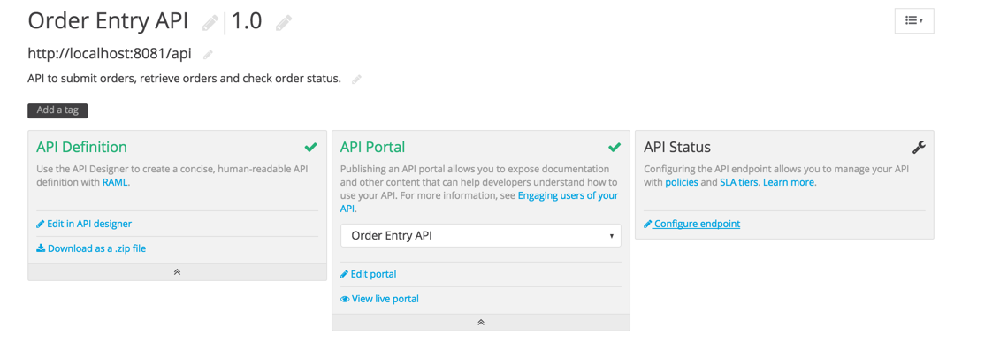 Order Entry API 1.0
http://localhost:8081/api
API to submit orders, retrieve orders and check order status.
Add a tag
API Definition
Use the API Designer to create a concise, human-readable API
definition with RAML.
Edit in API designer
Download as a .zip file
API Portal
Publishing an API portal allows you to expose documentation
and other content that can help developers understand how to
use your API. For more information, see Engaging users of your
API.
Order Entry API
Edit portal
View live portal
API Status
Configuring the API endpoint allows you to manage your API
with policies and SLA tiers. Learn more.
Configure endpoint